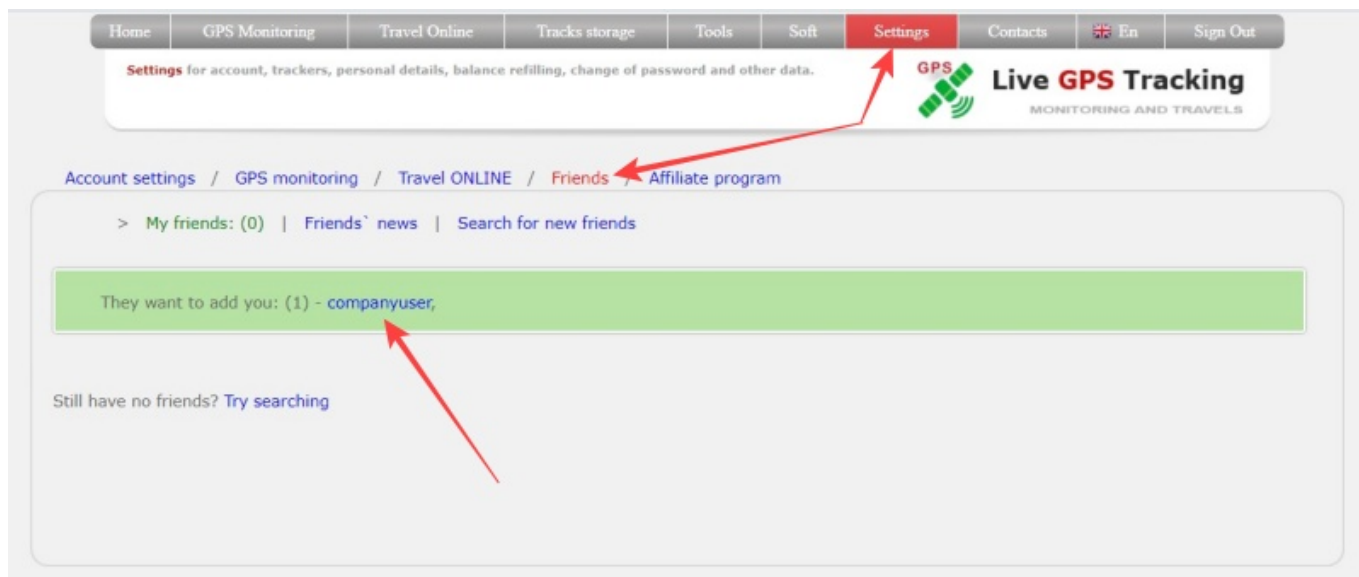 Home GPS Monitoring Travel Online Tracks storage Tools Soft Settings Contacts En Sign Out
Settings for account, trackers, personal details, balance refilling, change of password and other data.
GPS
Live GPS Tracking
MONITORING AND TRAVELS
Account settings / GPS monitoring / Travel ONLINE / Friends / Affiliate program
> My friends: (0) | Friends` news | Search for new friends
They want to add you: (1) - companyuser,
Still have no friends? Try searching